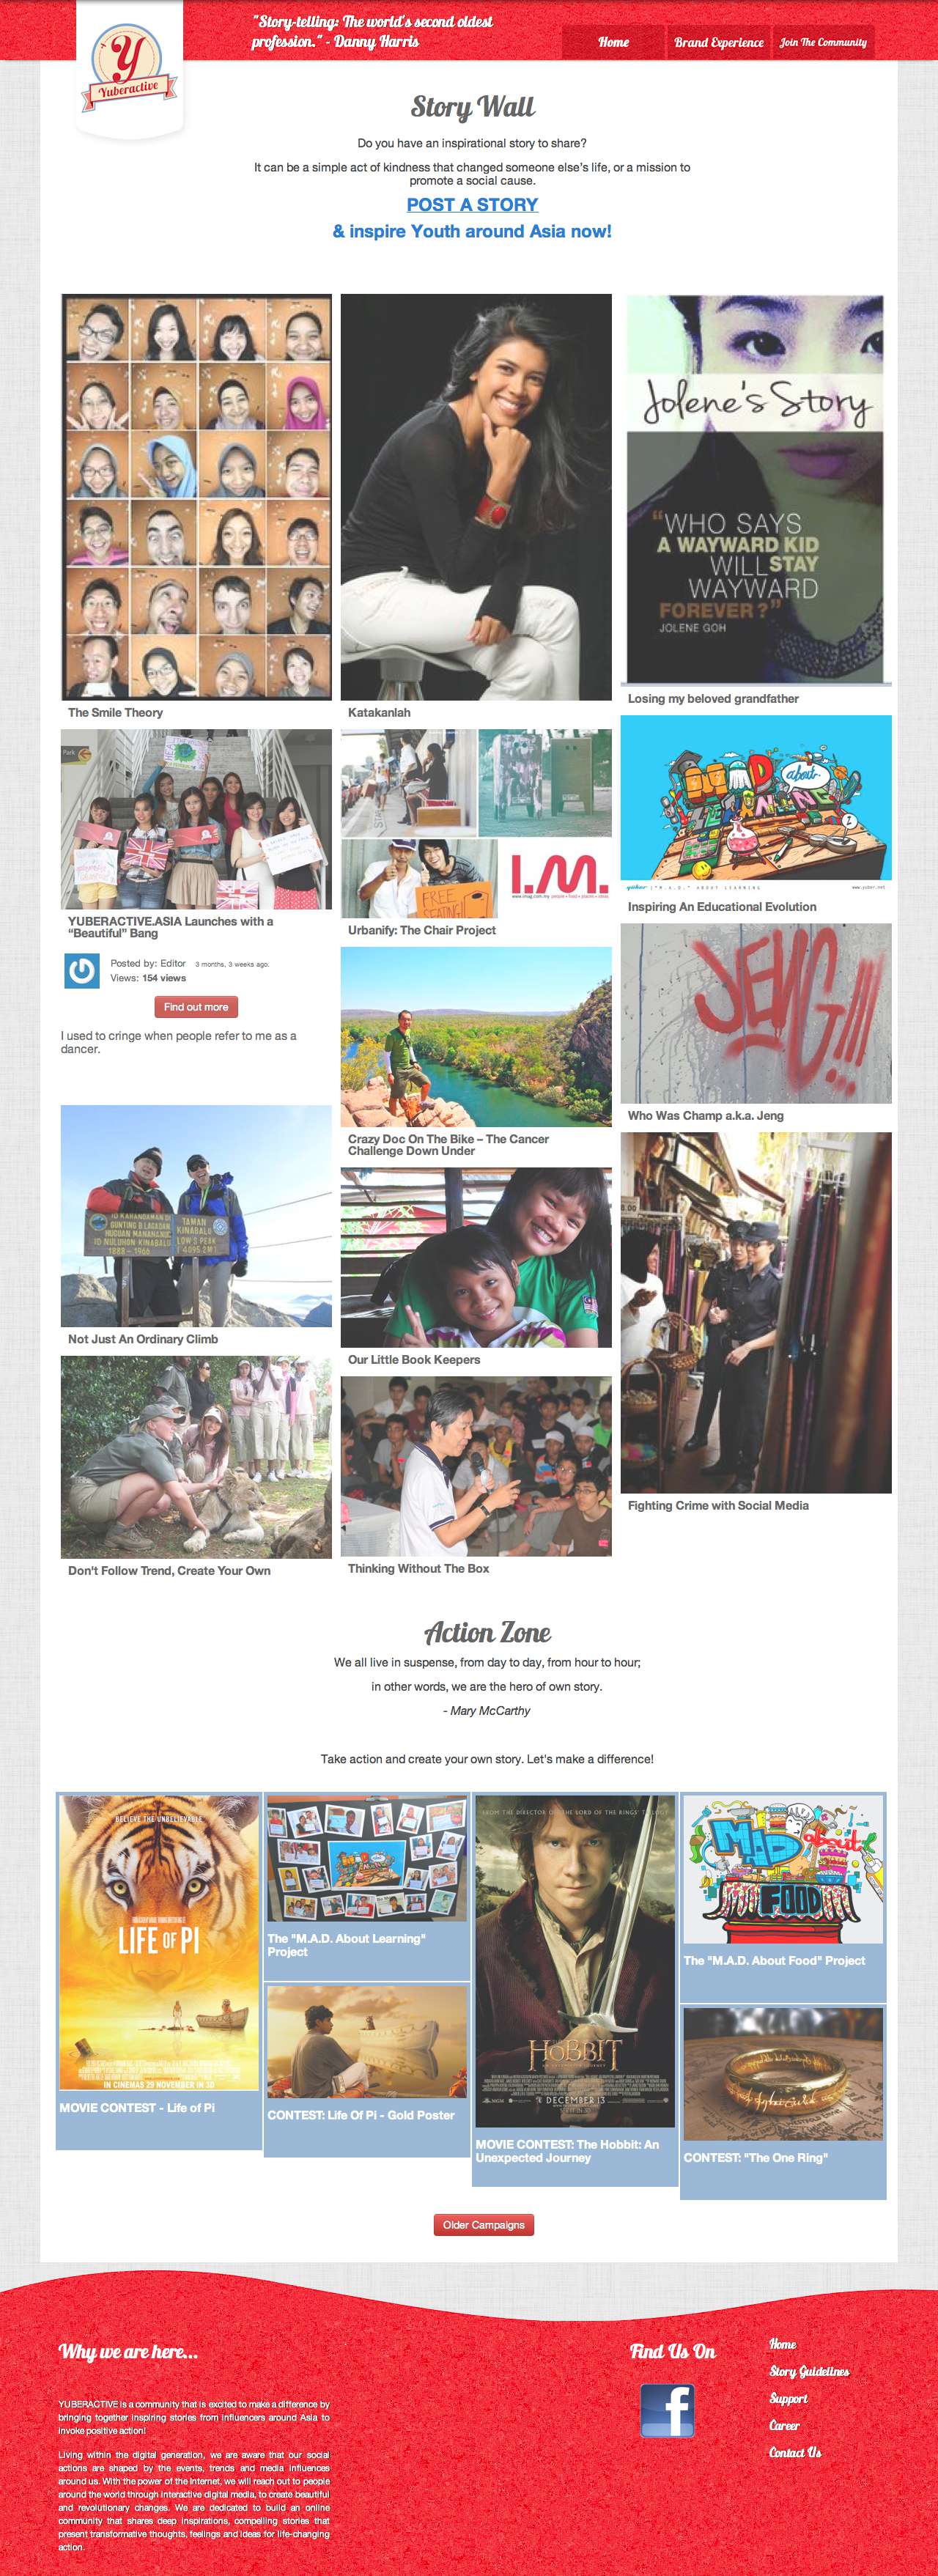 "Story-telling: The world's second oldest
profession." - Danny Harris
Home
Brand Experience
Join The Community
Y
Yuberactive
Story Wall
Do you have an inspirational story to share?
It can be a simple act of kindness that changed someone else's life, or a mission to
promote a social cause.
POST A STORY
& inspire Youth around Asia now!
The Smile Theory
Katakanlah
Jolene's Story
"WHO SAYS
A WAYWARD KID
WILL STAY
WAYWARD
FOREVER?"
JOLENE GOH
Losing my beloved grandfather
Park
YUBERACTIVE.ASIA Launches with a
“Beautiful” Bang
Posted by: Editor 3 months, 3 weeks ago.
Views: 154 views
Find out more
I used to cringe when people refer to me as a
dancer.
FREE
SEATING!
I.M.
Urbanify: The Chair Project
MAD
about
LEARNING
"M.A.D." ABOUT LEARNING
Inspiring An Educational Evolution
Crazy Doc On The Bike – The Cancer
Challenge Down Under
JENG!!!
Who Was Champ a.k.a. Jeng
TAMAN
KINABALU
LOW'S PEAK
1888 - 1966
Not Just An Ordinary Climb
Our Little Book Keepers
Fighting Crime with Social Media
Don't Follow Trend, Create Your Own
Thinking Without The Box
Action Zone
We all live in suspense, from day to day, from hour to hour;
in other words, we are the hero of own story.
- Mary McCarthy
Take action and create your own story. Let's make a difference!
BELIEVE THE UNBELIEVABLE
LIFE OF PI
IN CINEMAS 29 NOVEMBER IN 3D
MOVIE CONTEST - Life of Pi
The "M.A.D. About Learning"
Project
CONTEST: Life Of Pi - Gold Poster
FROM THE DIRECTOR OF 'THE LORD OF THE RINGS' TRILOGY
THE
HOBBIT
AN UNEXPECTED JOURNEY
DECEMBER 13
MOVIE CONTEST: The Hobbit: An
Unexpected Journey
MAD
about
FOOD
The "M.A.D. About Food" Project
CONTEST: "The One Ring"
Older Campaigns
Why we are here...
YUBERACTIVE is a community that is excited to make a difference by
bringing together inspiring stories from influencers around Asia to
invoke positive action!
Living within the digital generation, we are aware that our social
actions are shaped by the events, trends and media influences
around us. With the power of the Internet, we will reach out to people
around the world through interactive digital media, to create beautiful
and revolutionary changes. We are dedicated to build an online
community that shares deep inspirations, compelling stories that
present transformative thoughts, feelings and ideas for life-changing
action.
Find Us On
f
Home
Story Guidelines
Support
Career
Contact Us